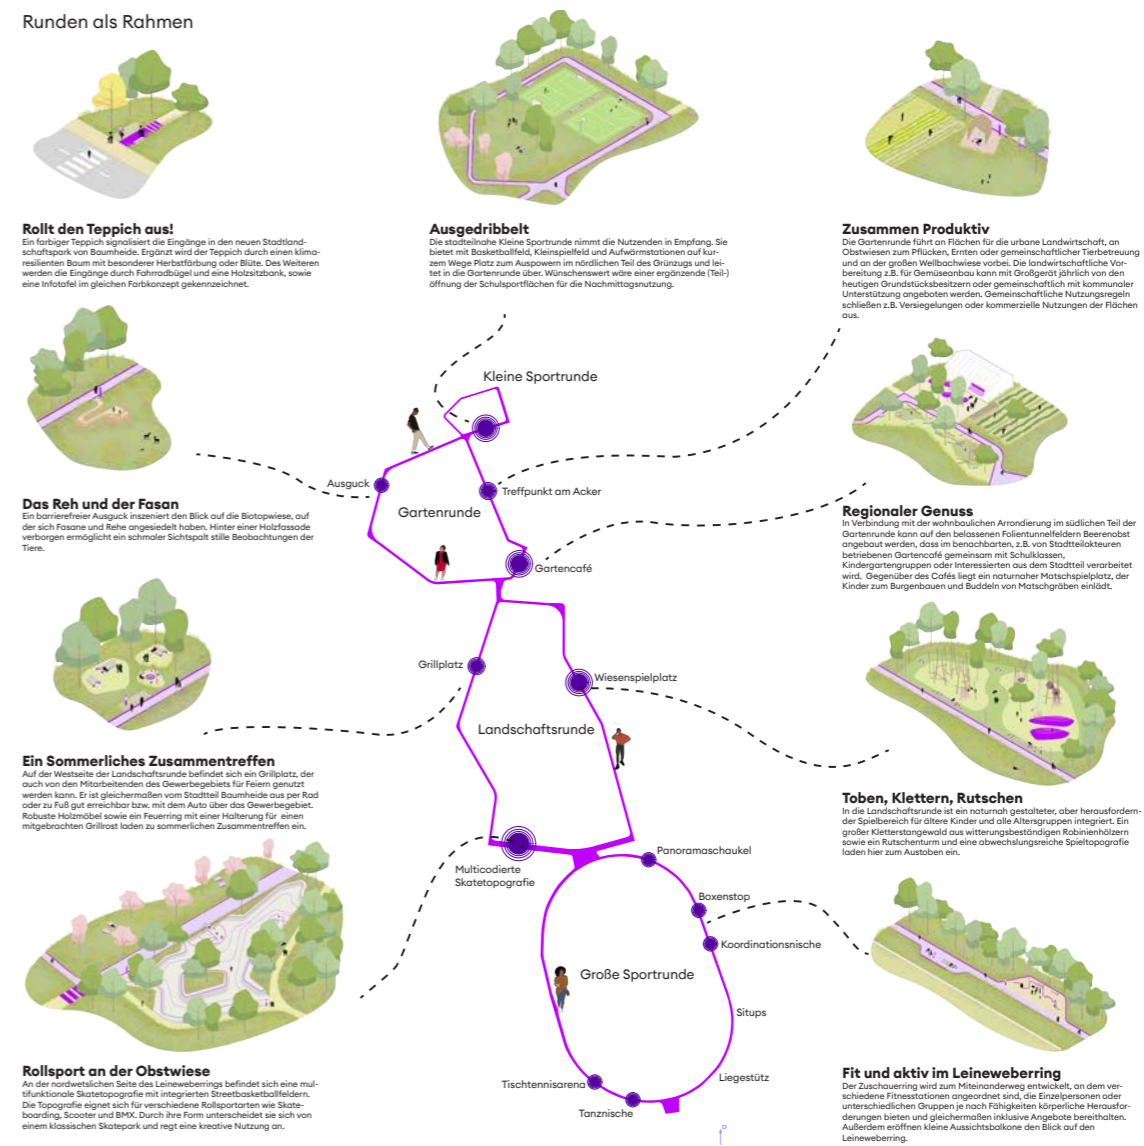 Runden als Rahmen
Rollt den Teppich aus!
Ein farbiger Teppich signalisiert die Eingänge in den neuen Stadtland-
schaftspark von Baumheide. Ergänzt wird der Teppich durch einen klima-
resilienten Baum mit besonderer Herbstfärbung oder Blüte. Des Weiteren
werden die Eingänge durch Fahrradbügel und eine Holzsitzbank, sowie
eine Infotafel im gleichen Farbkonzept gekennzeichnet.
Ausgedribbelt
Die stadteilnahe Kleine Sportrunde nimmt die Nutzenden in Empfang. Sie
bietet mit Basketballfeld, Kleinspielfeld und Aufwärmstationen auf kur-
zem Wege Platz zum Auspowern im nördlichen Teil des Grünzugs und lei-
tet in die Gartenrunde über. Wünschenswert wäre einer ergänzende (Teil-)
öffnung der Schulsportflächen für die Nachmittagsnutzung.
Zusammen Produktiv
Die Gartenrunde führt an Flächen für die urbane Landwirtschaft, an
Obstwiesen zum Pflücken, Ernten oder gemeinschaftlicher Tierbetreuung
und an der großen Wellbachwiese vorbei. Die landwirtschaftliche Vor-
bereitung z.B. für Gemüseanbau kann mit Großgerät jährlich von den
heutigen Grundstücksbesitzern oder gemeinschaftlich mit kommunaler
Unterstützung angeboten werden. Gemeinschaftliche Nutzungsregeln
schließen z.B. Versiegelungen oder kommerzielle Nutzungen der Flächen
aus.
Das Reh und der Fasan
Ein barrierefreier Ausguck inszeniert den Blick auf die Biotopwiese, auf
der sich Fasane und Rehe angesiedelt haben. Hinter einer Holzfassade
verborgen ermöglicht ein schmaler Sichtspalt stille Beobachtungen der
Tiere.
Regionaler Genuss
In Verbindung mit der wohnbaulichen Arrondierung im südlichen Teil der
Gartenrunde kann auf den belassenen Folientunnelfeldern Beerenobst
angebaut werden, dass im benachbarten, z.B. von Stadtteilakteuren
betriebenen Gartencafé gemeinsam mit Schulklassen,
Kindergartengruppen oder Interessierten aus dem Stadtteil verarbeitet
wird. Gegenüber des Cafés liegt ein naturnaher Matschspielplatz, der
Kinder zum Burgenbauen und Buddeln von Matschgräben einlädt.
Ein Sommerliches Zusammentreffen
Auf der Westseite der Landschaftsrunde befindet sich ein Grillplatz, der
auch von den Mitarbeitenden des Gewerbegebiets für Feiern genutzt
werden kann. Er ist gleichermaßen vom Stadtteil Baumheide aus per Rad
oder zu Fuß gut erreichbar bzw. mit dem Auto über das Gewerbegebiet.
Robuste Holzmöbel sowie ein Feuerring mit einer Halterung für einen
mitgebrachten Grillrost laden zu sommerlichen Zusammentreffen ein.
Toben, Klettern, Rutschen
In die Landschaftsrunde ist ein naturnah gestalteter, aber herausfordern-
der Spielbereich für ältere Kinder und alle Altersgruppen integriert. Ein
großer Kletterstangewald aus witterungsbeständigen Robinienhölzern
sowie ein Rutschenturm und eine abwechslungsreiche Spieltopografie
laden hier zum Austoben ein.
Rollsport an der Obstwiese
An der nordwetslichen Seite des Leineweberrings befindet sich eine mul-
tifunktionale Skatetopografie mit integrierten Streetbasketballfeldern.
Die Topografie eignet sich für verschiedene Rollsportarten wie Skate-
boarding, Scooter und BMX. Durch ihre Form unterscheidet sie sich von
einem klassischen Skatepark und regt eine kreative Nutzung an.
Fit und aktiv im Leineweberring
Der Zuschauerring wird zum Miteinanderweg entwickelt, an dem ver-
schiedene Fitnesstationen angeordnet sind, die Einzelpersonen oder
unterschiedlichen Gruppen je nach Fähigkeiten körperliche Herausfor-
derungen bieten und gleichermaßen inklusive Angebote bereithalten.
Außerdem eröffnen kleine Aussichtsbalkone den Blick auf den
Leineweberring.
Kleine Sportrunde
Ausguck
Treffpunkt am Acker
Gartenrunde
Gartencafé
Grillplatz
Wiesenspielplatz
Landschaftsrunde
Multicodierte
Skatetopografie
Panoramaschaukel
Boxenstop
Koordinationsnische
Große Sportrunde
Situps
Liegestütz
Tischtennisarena
Tanznische